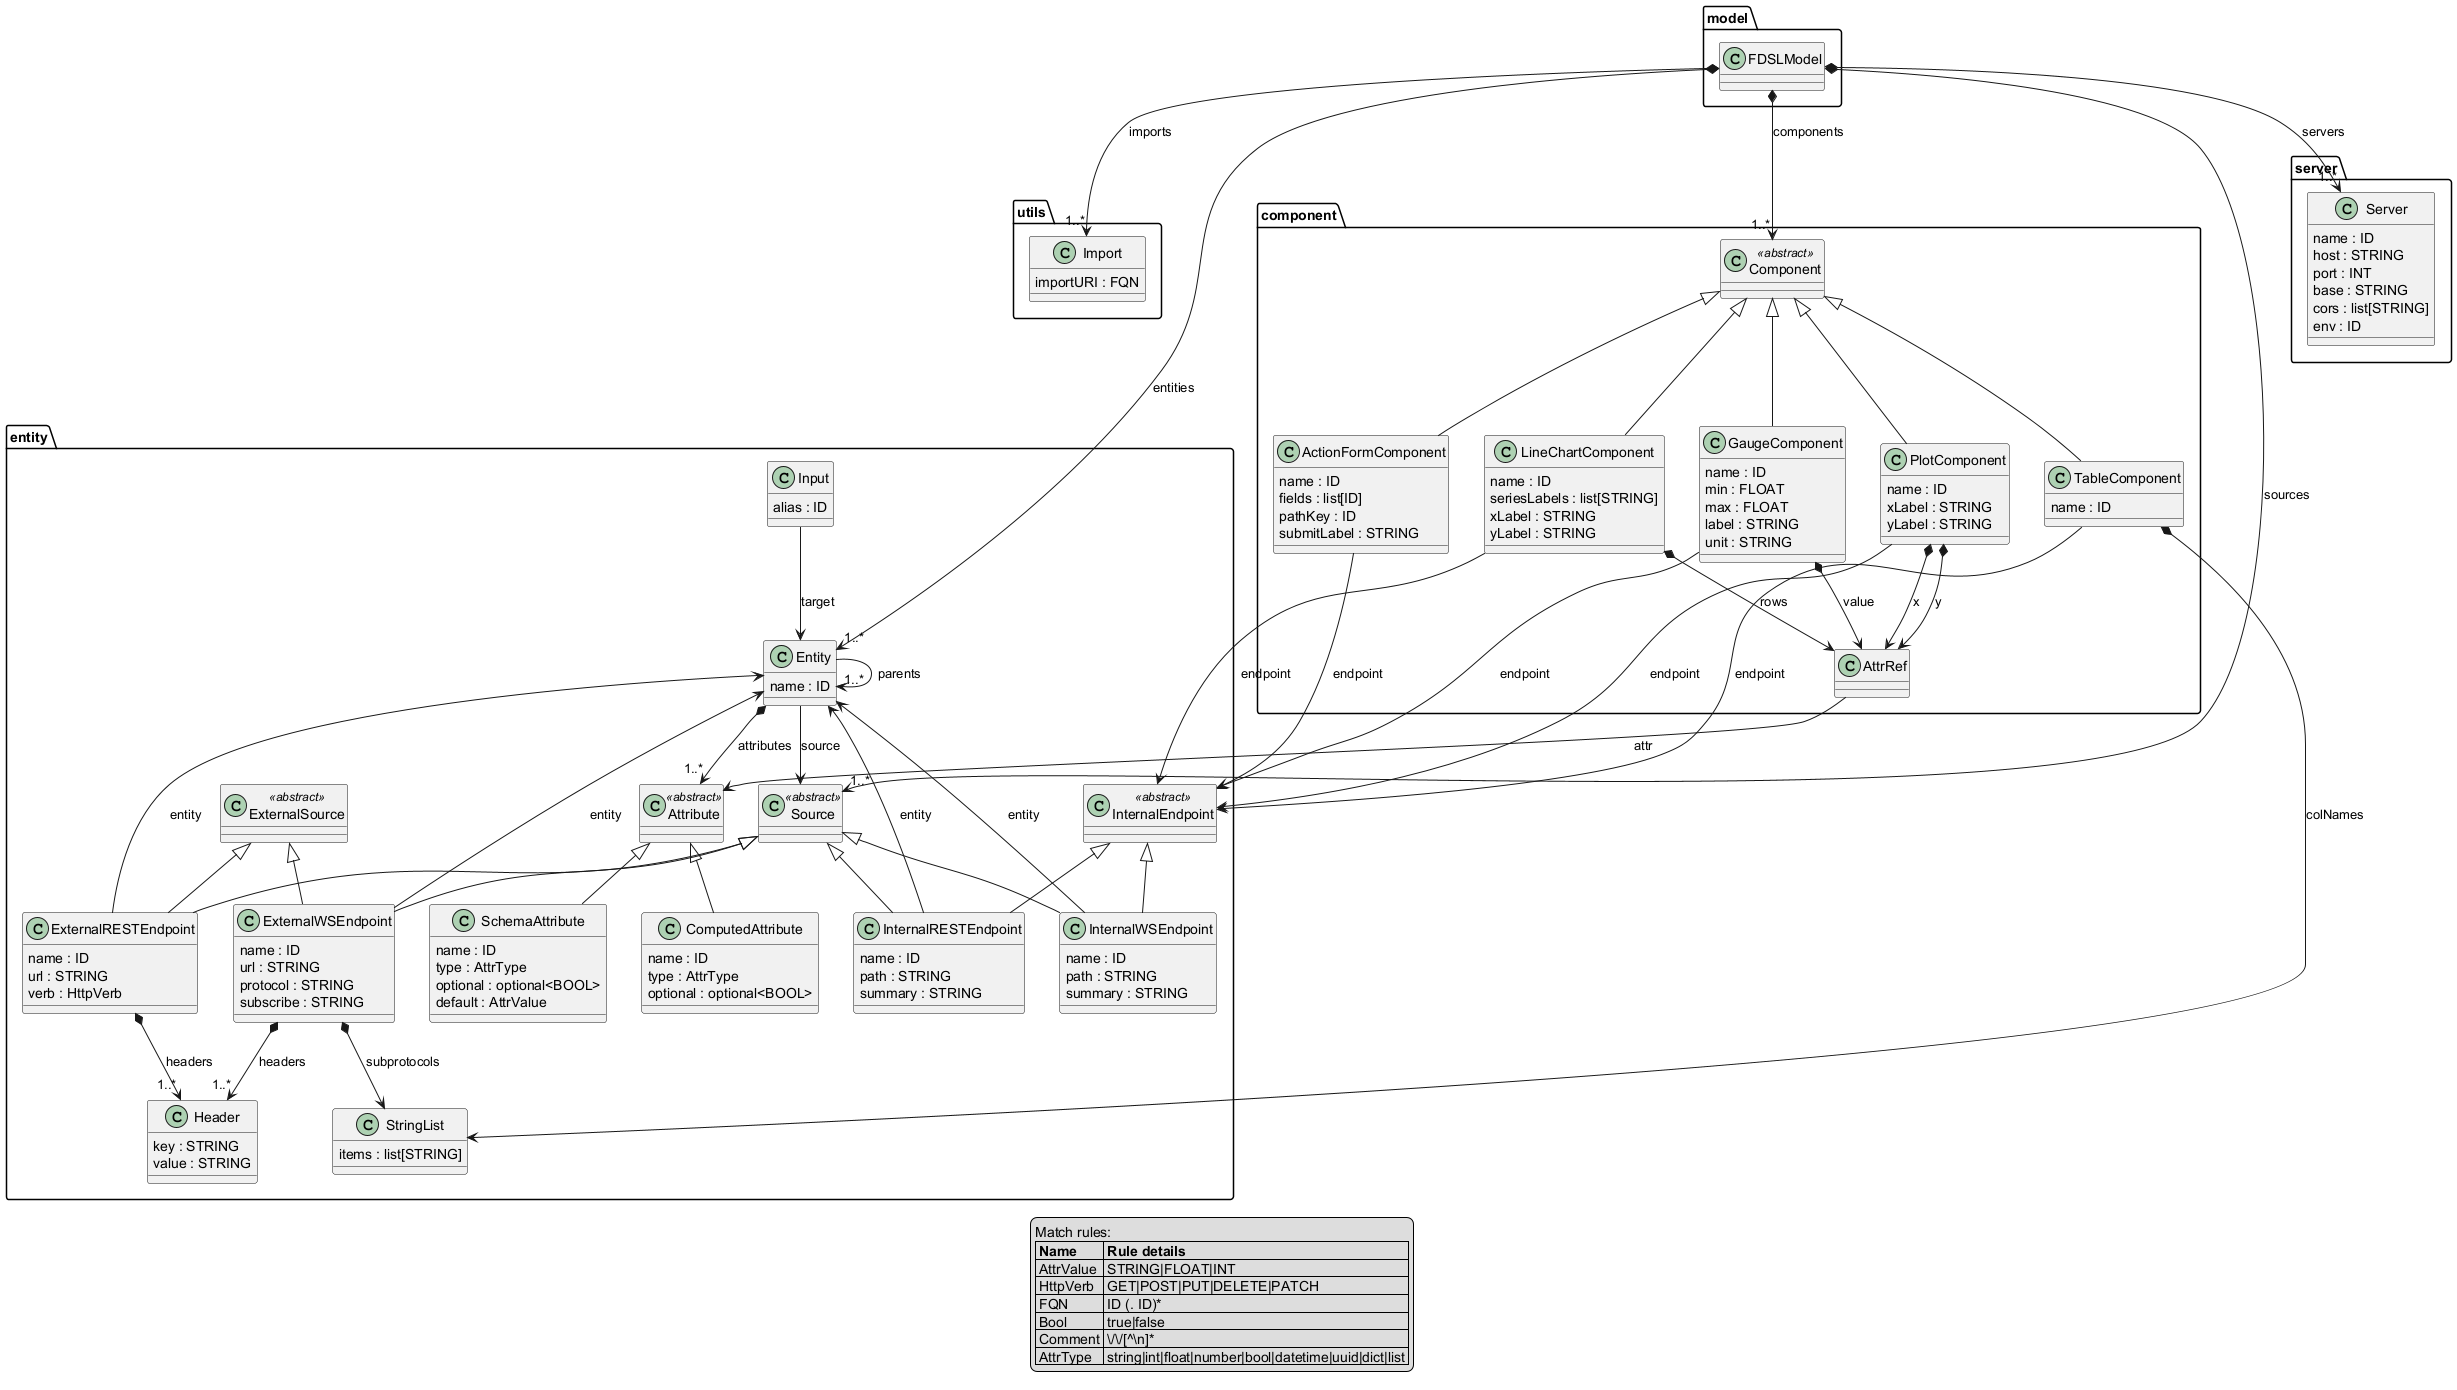 model
C FDSLModel
imports
components
servers
server
1..*
C Server
name : ID
host : STRING
port : INT
base : STRING
cors : list[STRING]
env : ID
utils
1..*
C Import
importURI : FQN
component
1..*
C «abstract»
Component
entities
sources
C ActionFormComponent
name : ID
fields : list[ID]
pathKey : ID
submitLabel : STRING
C LineChartComponent
name : ID
seriesLabels : list[STRING]
xLabel : STRING
yLabel : STRING
C GaugeComponent
name : ID
min : FLOAT
max : FLOAT
label : STRING
unit : STRING
C PlotComponent
name : ID
xLabel : STRING
yLabel : STRING
C TableComponent
name : ID
rows
value
x
y
C AttrRef
endpoint
endpoint
endpoint
endpoint
endpoint
attr
colNames
entity
C Input
alias : ID
target
1..*
C Entity
name : ID
1..*
parents
attributes
source
1..*
1..*
entity
entity
entity
entity
C «abstract»
ExternalSource
C «abstract»
Attribute
C «abstract»
Source
C «abstract»
InternalEndpoint
C ExternalRESTEndpoint
name : ID
url : STRING
verb : HttpVerb
C ExternalWSEndpoint
name : ID
url : STRING
protocol : STRING
subscribe : STRING
C SchemaAttribute
name : ID
type : AttrType
optional : optional<BOOL>
default : AttrValue
C ComputedAttribute
name : ID
type : AttrType
optional : optional<BOOL>
C InternalRESTEndpoint
name : ID
path : STRING
summary : STRING
C InternalWSEndpoint
name : ID
path : STRING
summary : STRING
headers
headers
subprotocols
1..*
1..*
C Header
key : STRING
value : STRING
C StringList
items : list[STRING]
Match rules:
Name Rule details
AttrValue STRING|FLOAT|INT
HttpVerb GET|POST|PUT|DELETE|PATCH
FQN ID (. ID)*
Bool true|false
Comment \/\/[^\n]*
AttrType string|int|float|number|bool|datetime|uuid|dict|list